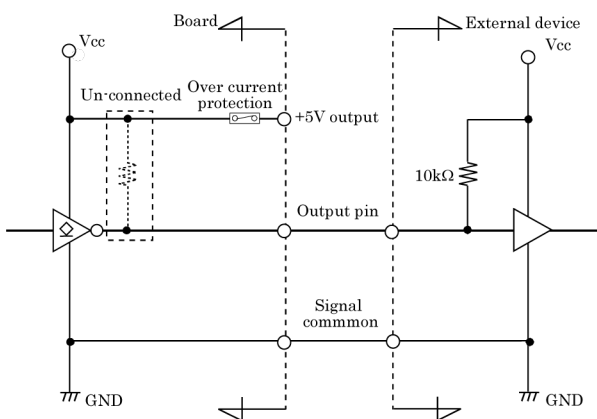 Board
External device
Vcc
Vcc
Un-connected
Over current
protection
+5V output
10kΩ
Output pin
Signal
commmon
GND
GND